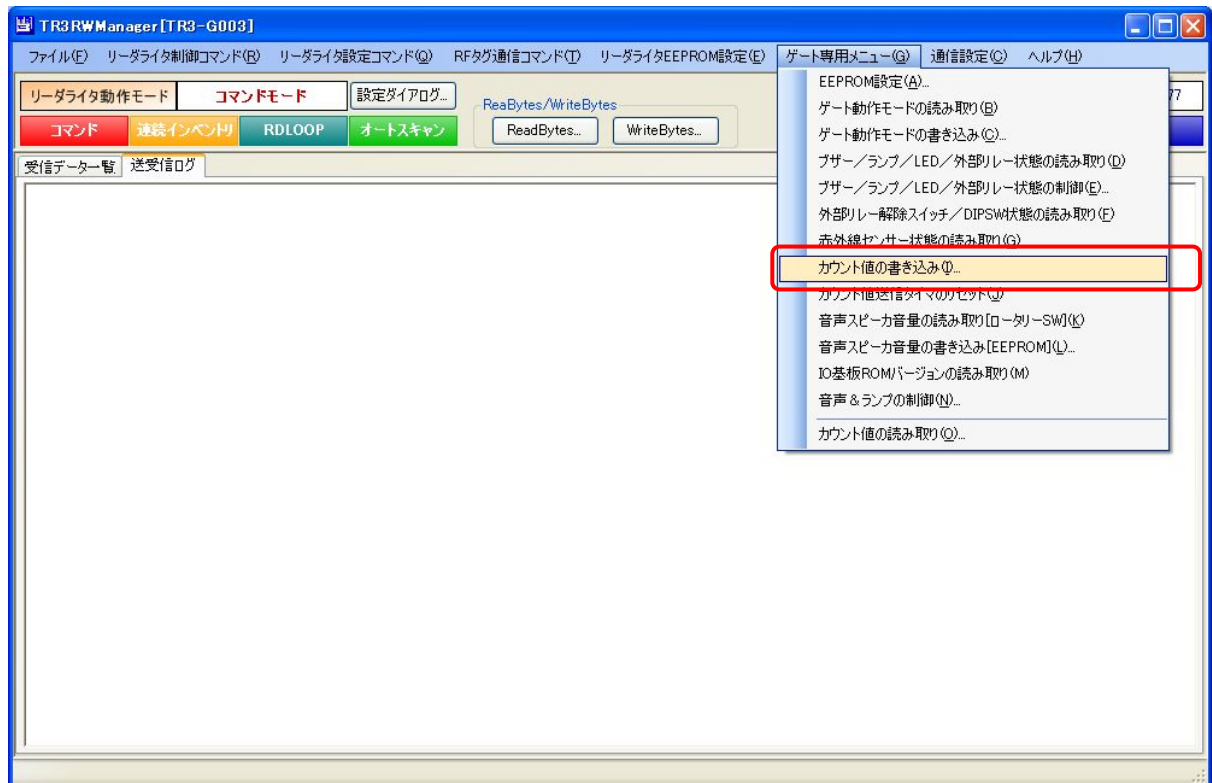 TR3RWManager[TR3-G003]
ファイル(F) リーダライタ制御コマンド(R) リーダライタ設定コマンド(Q) RFタグ通信コマンド(T) リーダライタEEPROM設定(E) ゲート専用メニュー(G) 通信設定(C) ヘルプ(H)
リーダライタ動作モード コマンドモード 設定ダイアログ...
ReaBytes/WriteBytes
77
コマンド 連続インベントリ RDLOOP オートスキャン ReadBytes... WriteBytes...
受信データ一覧 送受信ログ
EEPROM設定(A)...
ゲート動作モードの読み取り(B)
ゲート動作モードの書き込み(C)...
ブザー／ランプ／LED／外部リレー状態の読み取り(D)
ブザー／ランプ／LED／外部リレー状態の制御(E)...
外部リレー解除スイッチ／DIPSW状態の読み取り(F)
赤外線センサー状態の読み取り(G)
カウント値の書き込み(I)...
カウント値送信タイマのリセット(J)
音声スピーカ音量の読み取り[ロータリーSW](K)
音声スピーカ音量の書き込み[EEPROM](L)...
IO基板ROMバージョンの読み取り(M)
音声＆ランプの制御(N)...
カウント値の読み取り(O)...